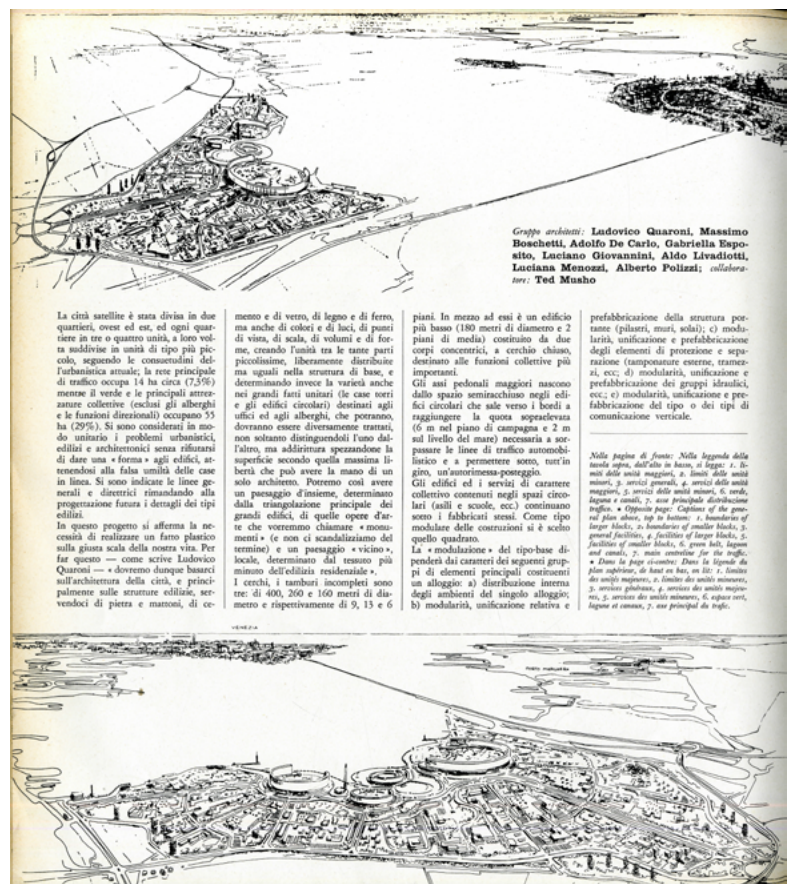 Gruppo architetti: Ludovico Quaroni, Massimo
Boschetti, Adolfo De Carlo, Gabriella Espo-
sito, Luciano Giovannini, Aldo Livadiotti,
Luciana Menozzi, Alberto Polizzi; collabora-
tore: Ted Musho
La città satellite è stata divisa in due
quartieri, ovest ed est, ed ogni quar-
tiere in tre o quattro unità, a loro vol-
ta suddivise in unità di tipo più pic-
colo, seguendo le consuetudini del-
l'urbanistica attuale; la rete principale
di traffico occupa 14 ha circa (7,3%)
mentre il verde e le principali attrez-
zature collettive (esclusi gli alberghi
e le funzioni direzionali) occupano 55
ha (29%). Si sono considerati in mo-
do unitario i problemi urbanistici,
edilizi e architettonici senza rifiutarsi
di dare una « forma » agli edifici, at-
tenendosi alla falsa umiltà delle case
in linea. Si sono indicate le linee ge-
nerali e direttrici rimandando alla
progettazione futura i dettagli dei tipi
edilizi.
In questo progetto si afferma la ne-
cessità di realizzare un fatto plastico
sulla giusta scala della nostra vita. Per
far questo — come scrive Ludovico
Quaroni — « dovremo dunque basarci
sull'architettura della città, e princi-
palmente sulle strutture edilizie, ser-
vendoci di pietra e mattoni, di ce-
mento e di vetro, di legno e di ferro,
ma anche di colori e di luci, di punti
di vista, di scala, di volumi e di for-
me, creando l'unità tra le tante parti
piccolissime, liberamente distribuite
ma uguali nella struttura di base, e
determinando invece la varietà anche
nei grandi fatti unitari (le case torri
e gli edifici circolari) destinati agli
uffici ed agli alberghi, che potranno,
dovranno essere diversamente trattati,
non soltanto distinguendoli l'uno dal-
l'altro, ma addirittura spezzandone la
superficie secondo quella massima li-
bertà che può avere la mano di un
solo architetto. Potremo così avere
un paesaggio d'insieme, determinato
dalla triangolazione principale dei
grandi edifici, di quelle opere d'ar-
te che vorremmo chiamare « monu-
menti » (e non ci scandalizziamo del
termine) e un paesaggio « vicino »,
locale, determinato dal tessuto più
minuto dell'edilizia residenziale ».
I cerchi, i tamburi incompleti sono
tre: di 400, 260 e 160 metri di dia-
metro e rispettivamente di 9, 13 e 6
piani. In mezzo ad essi è un edificio
più basso (180 metri di diametro e 2
piani di media) costituito da due
corpi concentrici, a cerchio chiuso,
destinato alle funzioni collettive più
importanti.
Gli assi pedonali maggiori nascono
dallo spazio semiracchiuso negli edi-
fici circolari che sale verso i bordi a
raggiungere la quota sopraelevata
(6 m nel piano di campagna e 2 m
sul livello del mare) necessaria a sor-
passare le linee di traffico automobi-
listico e a permettere sotto, tutt'in
giro, un'autorimessa-posteggio.
Gli edifici ed i servizi di carattere
collettivo contenuti negli spazi circo-
lari (asili e scuole, ecc.) continuano
sotto i fabbricati stessi. Come tipo
modulare delle costruzioni si è scelto
quello quadrato.
La « modulazione » del tipo-base di-
penderà dai caratteri dei seguenti grup-
pi di elementi principali costituenti
un alloggio: a) distribuzione interna
degli ambienti del singolo alloggio;
b) modularità, unificazione relativa e
prefabbricazione della struttura por-
tante (pilastri, muri, solai); c) modu-
larità, unificazione e prefabbricazione
degli elementi di protezione e sepa-
razione (tamponature esterne, tramez-
zi, ecc; d) modularità, unificazione e
prefabbricazione dei gruppi idraulici,
ecc.; e) modularità, unificazione e pre-
fabbricazione del tipo o dei tipi di
comunicazione verticale.
Nella pagina di fronte: Nella leggenda della
tavola sopra, dall'alto in basso, si legga: 1. li-
miti delle unità maggiori, 2. limiti delle unità
minori, 3. servizi generali, 4. servizi delle unità
maggiori, 5. servizi delle unità minori, 6. verde,
laguna e canali, 7. asse principale distribuzione
traffico. • Opposite page: Captions of the gene-
ral plan above, top to bottom: 1. boundaries of
larger blocks, 2. boundaries of smaller blocks, 3.
general facilities, 4. facilities of larger blocks, 5.
facilities of smaller blocks, 6. green belt, lagoon
and canals, 7. main centreline for the traffic.
• Dans la page ci-contre: Dans la légende du
plan supérieur, de haut en bas, on lit: 1. limites
des unités majeures, 2. limites des unités mineures,
3. services généraux, 4. services des unités majeu-
res, 5. services des unités mineures, 6. espace vert,
lagune et canaux, 7. axe principal du trafic.
VENEZIA
PORTO MARGHERA